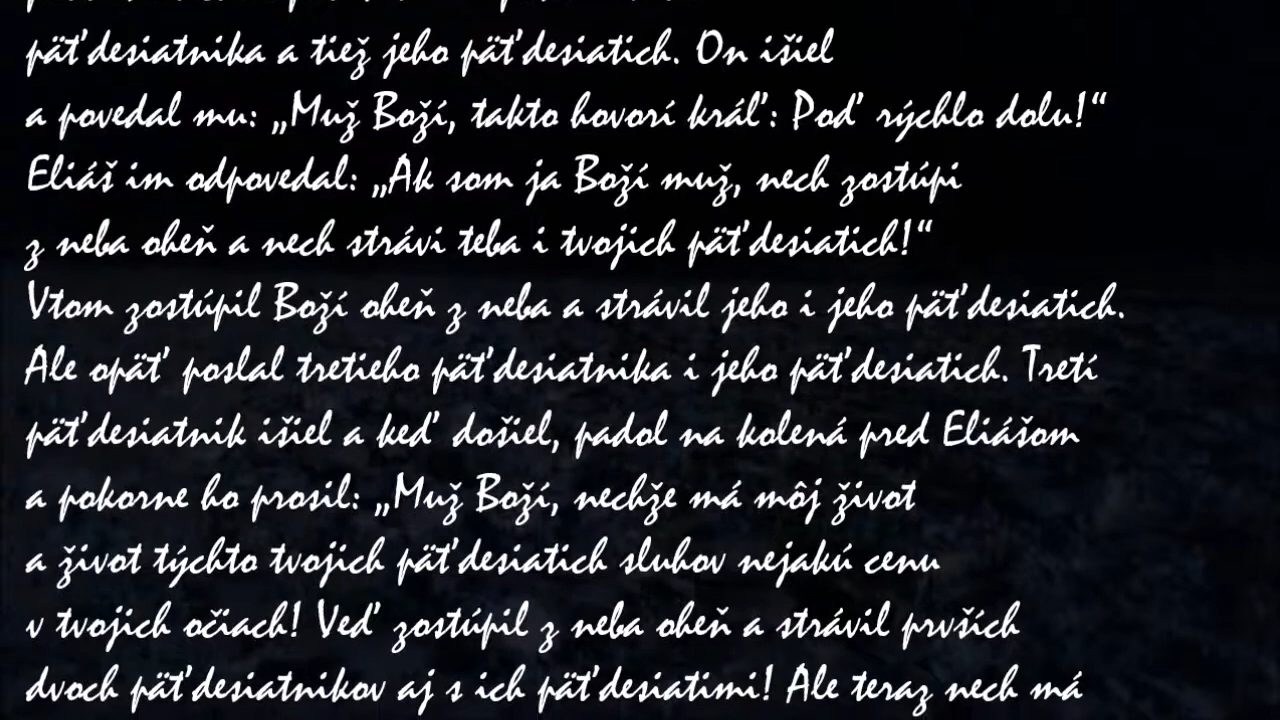 päťdesiatnika a tiež jeho päťdesiatich. On išiel
a povedal mu: „Muž Boží, takto hovorí kráľ: Poď rýchlo dolu!“
Eliáš im odpovedal: „Ak som ja Boží muž, nech zostúpi
z neba oheň a nech strávi teba i tvojich päťdesiatich!“
Vtom zostúpil Boží oheň z neba a strávil jeho i jeho päťdesiatich.
Ale opäť poslal tretieho päťdesiatnika i jeho päťdesiatich. Tretí
päťdesiatnik išiel a keď došiel, padol na kolená pred Eliášom
a pokorne ho prosil: „Muž Boží, nechže má môj život
a život týchto tvojich päťdesiatich sluhov nejakú cenu
v tvojich očiach! Veď zostúpil z neba oheň a strávil prvších
dvoch päťdesiatnikov aj s ich päťdesiatimi! Ale teraz nech má